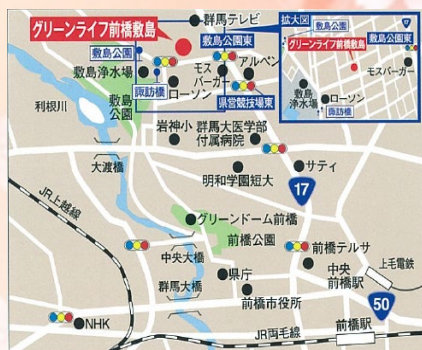 群馬テレビ
グリーンライフ前橋敷島
敷島公園
敷島公園東
敷島浄水場
モス
バーガー
アルペン
ローソン
諏訪橋
県営競技場東
利根川
敷島
公園
拡大図
敷島公園
17
グリーンライフ前橋敷島
敷島公園東
モスバーガー
敷島
浄水場
ローソン
諏訪橋
岩神小
群馬大医学部
付属病院
大渡橋
サティ
明和学園短大
17
JR上越線
グリーンドーム前橋
前橋公園
中央大橋
前橋テルサ
上毛電鉄
群馬大橋
県庁
中央
前橋駅
前橋市役所
50
NHK
JR両毛線
前橋駅